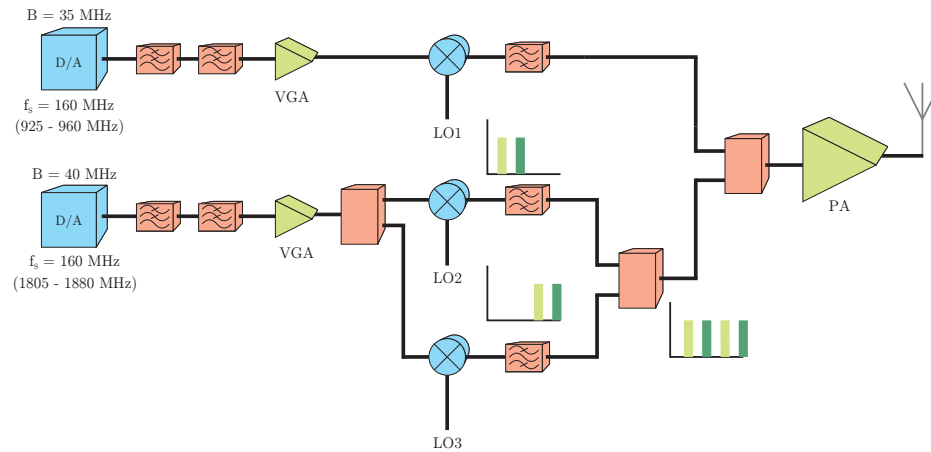 B = 35 MHz
D/A
f_s = 160 MHz
(925 - 960 MHz)
VGA
LO1
B = 40 MHz
D/A
f_s = 160 MHz
(1805 - 1880 MHz)
VGA
LO2
LO3
PA